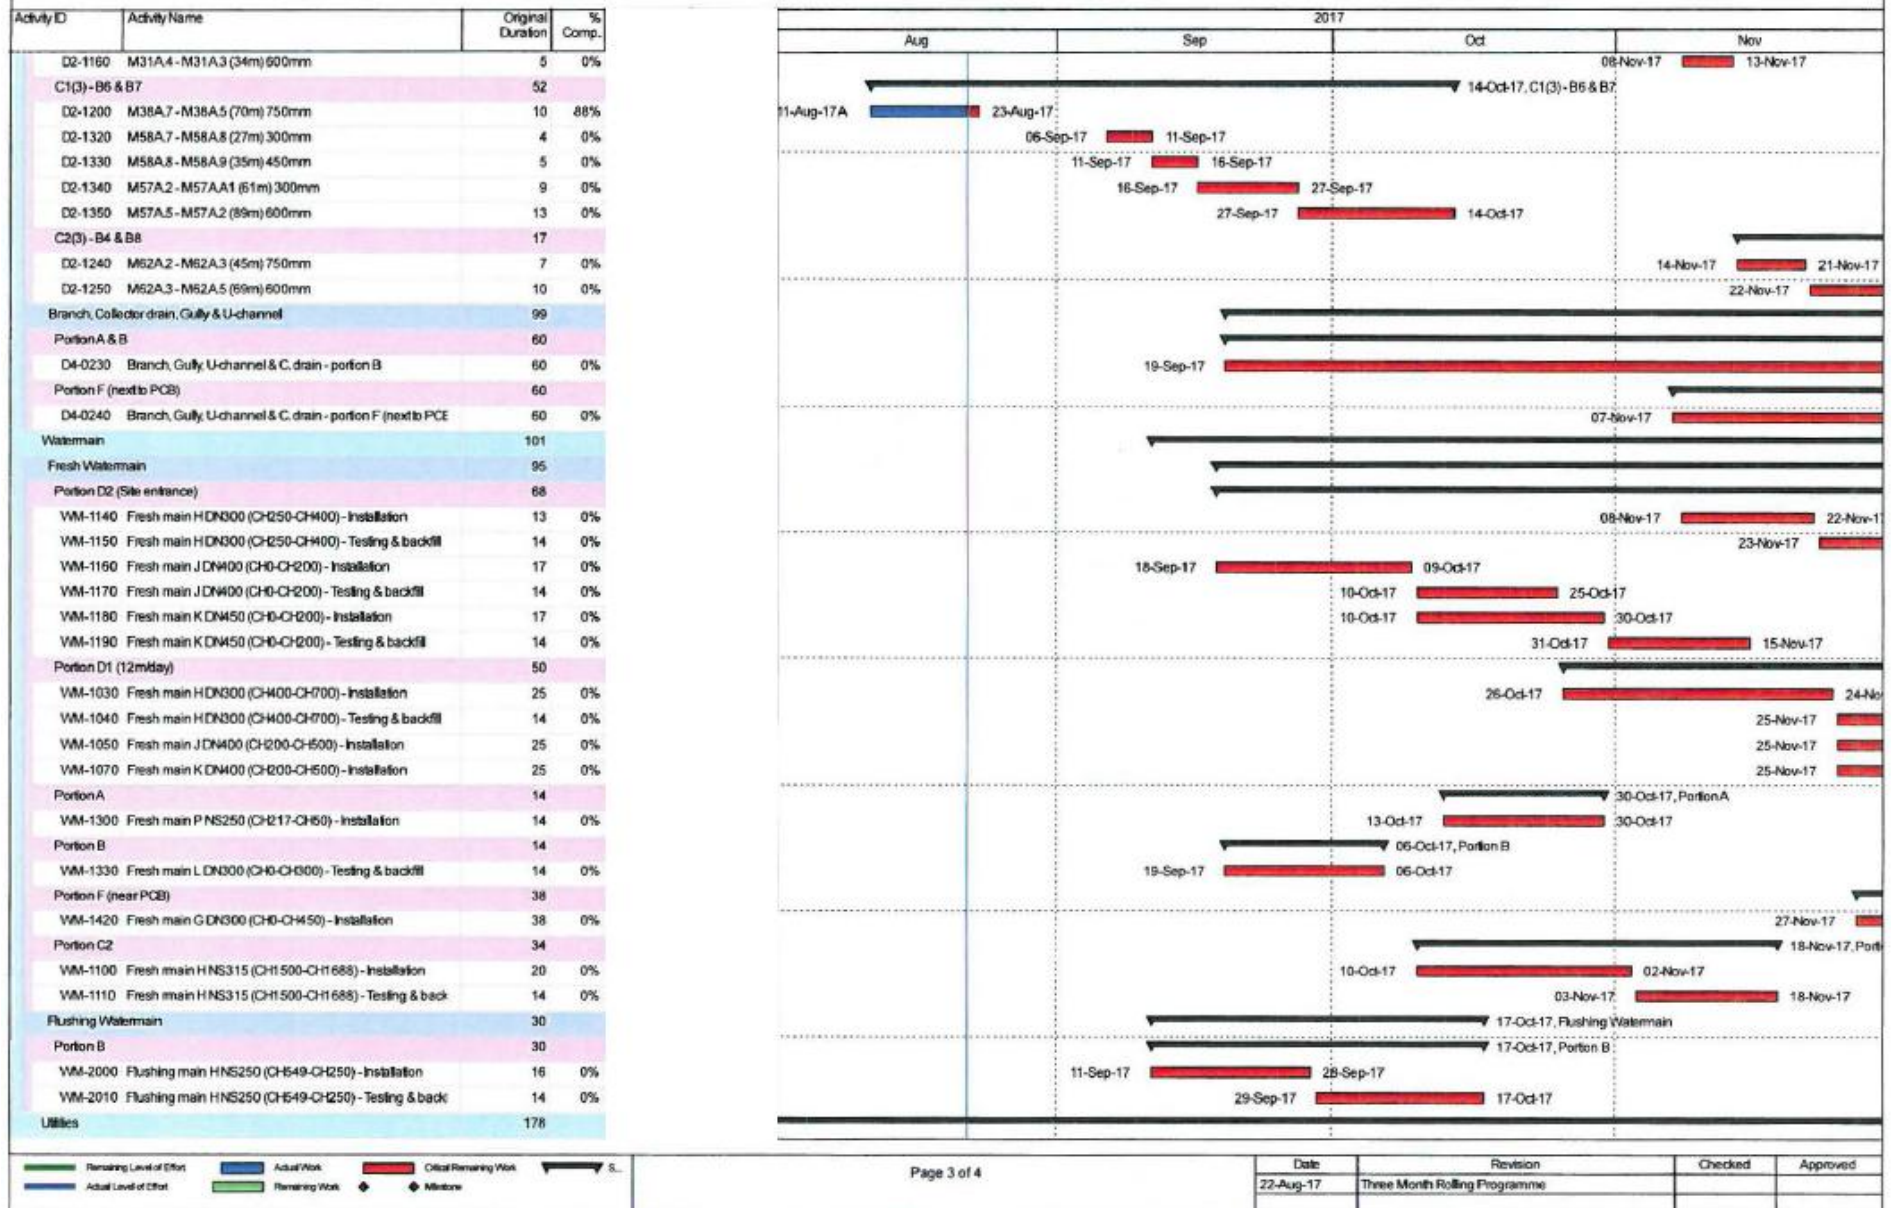 Activity ID Activity Name Original Duration % Comp. 2017
Aug Sep Oct Nov
D2-1160 M31A.4 - M31A.3 (34m) 600mm 5 0% 08-Nov-17 13-Nov-17
C1(3) - B6 & B7 52 14-Oct-17, C1(3) - B6 & B7
D2-1200 M38A.7 - M38A.5 (70m) 750mm 10 88% 11-Aug-17 A 23-Aug-17
D2-1320 M58A.7 - M58A.8 (27m) 300mm 4 0% 06-Sep-17 11-Sep-17
D2-1330 M58A.8 - M58A.9 (35m) 450mm 5 0% 11-Sep-17 16-Sep-17
D2-1340 M57A.2 - M57A.A1 (61m) 300mm 9 0% 16-Sep-17 27-Sep-17
D2-1350 M57A.5 - M57A.2 (89m) 600mm 13 0% 27-Sep-17 14-Oct-17
C2(3) - B4 & B8 17
D2-1240 M62A.2 - M62A.3 (45m) 750mm 7 0% 14-Nov-17 21-Nov-17
D2-1250 M62A.3 - M62A.5 (69m) 600mm 10 0% 22-Nov-17
Branch, Collector drain, Gully & U-channel 99
Portion A & B 60
D4-0230 Branch, Gully, U-channel & C. drain - portion B 60 0% 19-Sep-17
Portion F (next to PCB) 60
D4-0240 Branch, Gully, U-channel & C. drain - portion F (next to PCE 60 0% 07-Nov-17
Watermain 101
Fresh Watermain 95
Portion D2 (Site entrance) 68
WM-1140 Fresh main H DN300 (CH250-CH400) - Installation 13 0% 08-Nov-17 22-Nov-17
WM-1150 Fresh main H DN300 (CH250-CH400) - Testing & backfill 14 0% 23-Nov-17
WM-1160 Fresh main J DN400 (CH0-CH200) - Installation 17 0% 18-Sep-17 09-Oct-17
WM-1170 Fresh main J DN400 (CH0-CH200) - Testing & backfill 14 0% 10-Oct-17 25-Oct-17
WM-1180 Fresh main K DN450 (CH0-CH200) - Installation 17 0% 10-Oct-17 30-Oct-17
WM-1190 Fresh main K DN450 (CH0-CH200) - Testing & backfill 14 0% 31-Oct-17 15-Nov-17
Portion D1 (12m/day) 50
WM-1030 Fresh main H DN300 (CH400-CH700) - Installation 25 0% 26-Oct-17 24-No
WM-1040 Fresh main H DN300 (CH400-CH700) - Testing & backfill 14 0% 25-Nov-17
WM-1050 Fresh main J DN400 (CH200-CH500) - Installation 25 0% 25-Nov-17
WM-1070 Fresh main K DN400 (CH200-CH500) - Installation 25 0% 25-Nov-17
Portion A 14 30-Oct-17, Portion A
WM-1300 Fresh main P NS250 (CH217-CH50) - Installation 14 0% 13-Oct-17 30-Oct-17
Portion B 14 06-Oct-17, Portion B
WM-1330 Fresh main L DN300 (CH0-CH300) - Testing & backfill 14 0% 19-Sep-17 06-Oct-17
Portion F (near PCB) 38
WM-1420 Fresh main G DN300 (CH0-CH450) - Installation 38 0% 27-Nov-17
Portion C2 34 18-Nov-17, Porti
WM-1100 Fresh rmain H NS315 (CH1500-CH1688) - Installation 20 0% 10-Oct-17 02-Nov-17
WM-1110 Fresh rmain H NS315 (CH1500-CH1688) - Testing & back 14 0% 03-Nov-17 18-Nov-17
Flushing Watermain 30 17-Oct-17, Flushing Watermain
Portion B 30 17-Oct-17, Portion B
WM-2000 Flushing main H NS250 (CH549-CH250) - Installation 16 0% 11-Sep-17 28-Sep-17
WM-2010 Flushing main H NS250 (CH549-CH250) - Testing & back 14 0% 29-Sep-17 17-Oct-17
Utilities 178
Remaining Level of Effort Actual Work Critical Remaining Work S...
Actual Level of Effort Remaining Work Milestone
Page 3 of 4
Date Revision Checked Approved
22-Aug-17 Three Month Rolling Programme